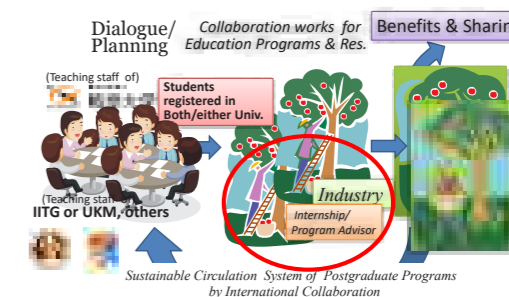 Dialogue/
Planning
Collaboration works for
Education Programs & Res.
Benefits & Sharin
(Teaching staff of)
Students
registered in
Both/either Univ.
(Teaching staff
IITG or UKM, others
Industry
Internship/
Program Advisor
Sustainable Circulation System of Postgraduate Programs
by International Collaboration